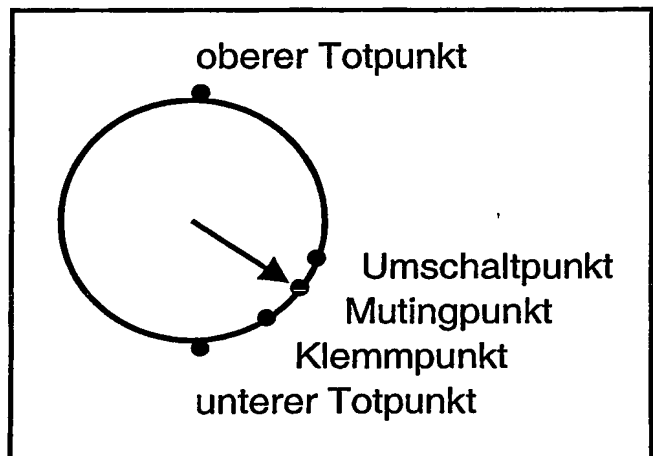 oberer Totpunkt
Umschaltpunkt
Mutingpunkt
Klemmpunkt
unterer Totpunkt